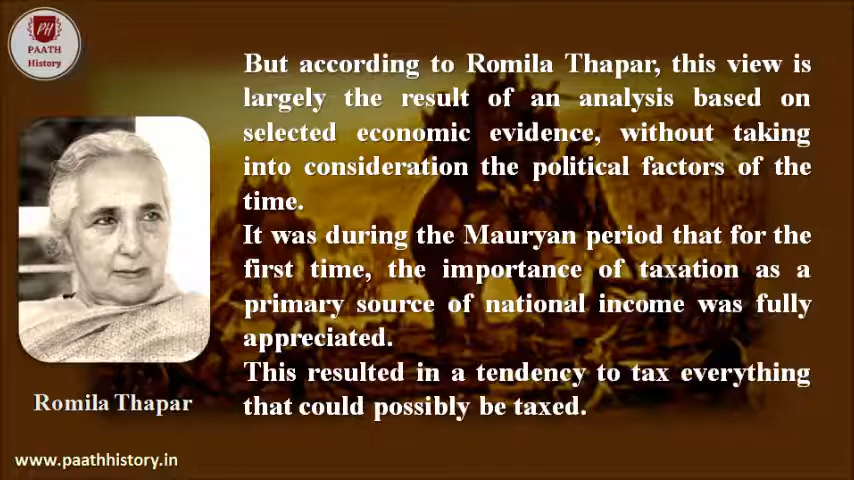 PH
PAATH
History
But according to Romila Thapar, this view is
largely the result of an analysis based on
selected economic evidence, without taking
into consideration the political factors of the
time.
It was during the Mauryan period that for the
first time, the importance of taxation as a
primary source of national income was fully
appreciated.
This resulted in a tendency to tax everything
that could possibly be taxed.
Romila Thapar
www.paathhistory.in